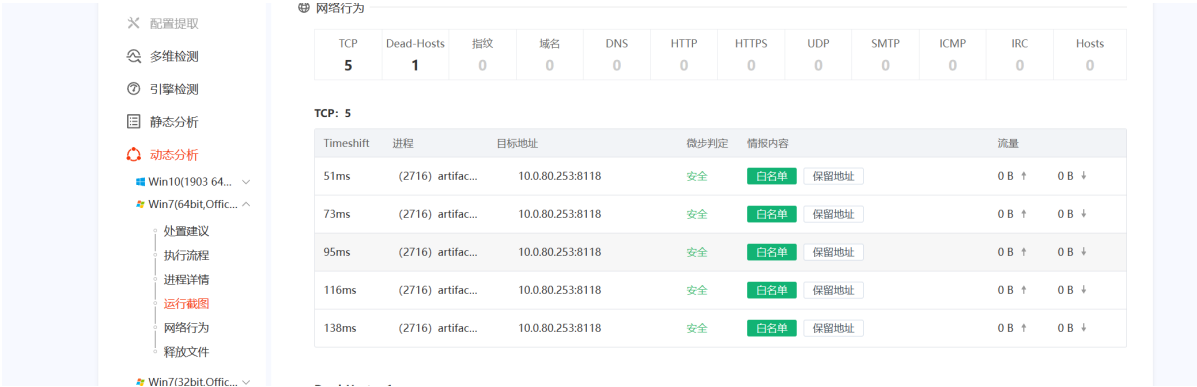 网络行为
配置提取
多维检测
引擎检测
静态分析
动态分析
Win10(1903 64...
Win7(64bit,Offic...
处置建议
执行流程
进程详情
运行截图
网络行为
释放文件
Win7(32bit,Offic...
TCP Dead-Hosts 指纹 域名 DNS HTTP HTTPS UDP SMTP ICMP IRC Hosts
5 1 0 0 0 0 0 0 0 0 0 0
TCP: 5
Timeshift 进程 目标地址 微步判定 情报内容 流量
51ms (2716) artifac... 10.0.80.253:8118 安全 白名单 保留地址 0 B ↑ 0 B ↓
73ms (2716) artifac... 10.0.80.253:8118 安全 白名单 保留地址 0 B ↑ 0 B ↓
95ms (2716) artifac... 10.0.80.253:8118 安全 白名单 保留地址 0 B ↑ 0 B ↓
116ms (2716) artifac... 10.0.80.253:8118 安全 白名单 保留地址 0 B ↑ 0 B ↓
138ms (2716) artifac... 10.0.80.253:8118 安全 白名单 保留地址 0 B ↑ 0 B ↓